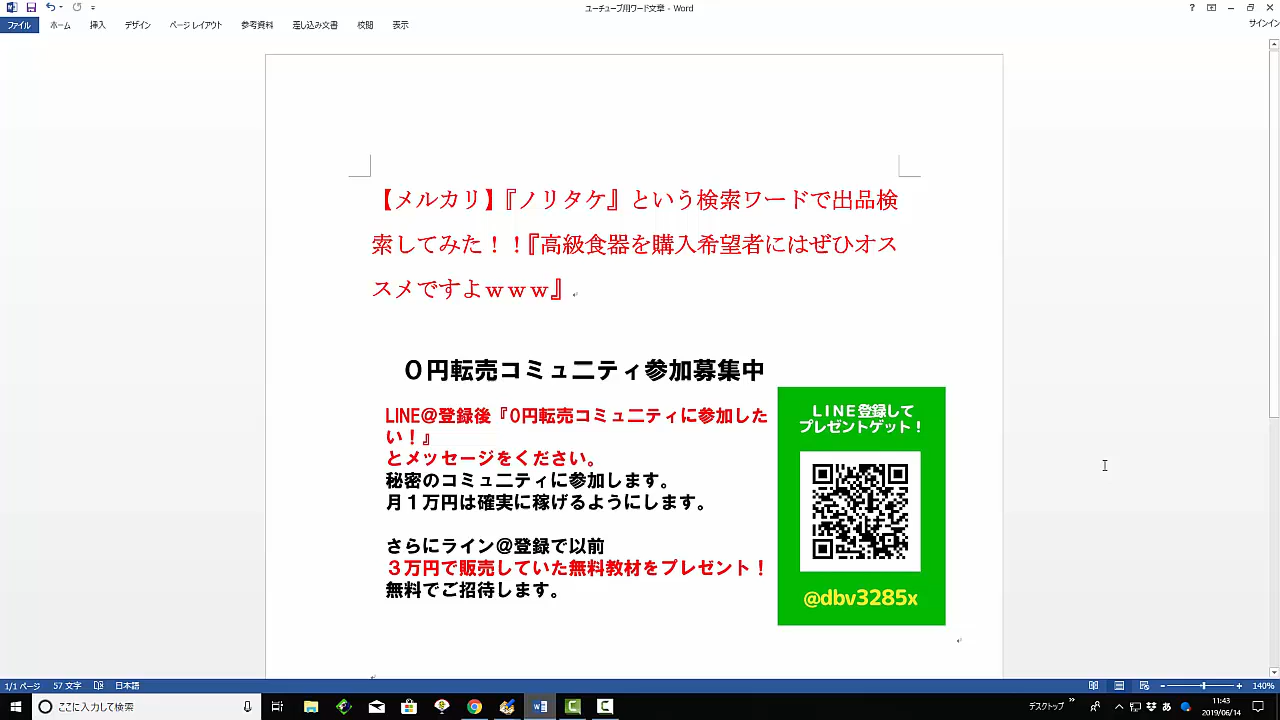 ユーチューブ用ワード文章 - Word
サインイン
ファイル ホーム 挿入 デザイン ページ レイアウト 参考資料 差し込み文書 校閲 表示
【メルカリ】『ノリタケ』という検索ワードで出品検
索してみた！！『高級食器を購入希望者にはぜひオス
スメですよｗｗｗ』
０円転売コミュニティ参加募集中
LINE@登録後『0円転売コミュニティに参加した
い！』
とメッセージをください。
秘密のコミュニティに参加します。
月１万円は確実に稼げるようにします。
さらにライン@登録で以前
３万円で販売していた無料教材をプレゼント！
無料でご招待します。
ＬＩＮＥ登録して
プレゼントゲット！
@dbv3285x
1/1 ページ 57 文字 日本語
140%
ここに入力して検索
デスクトップ
あ
11:43
2019/06/14